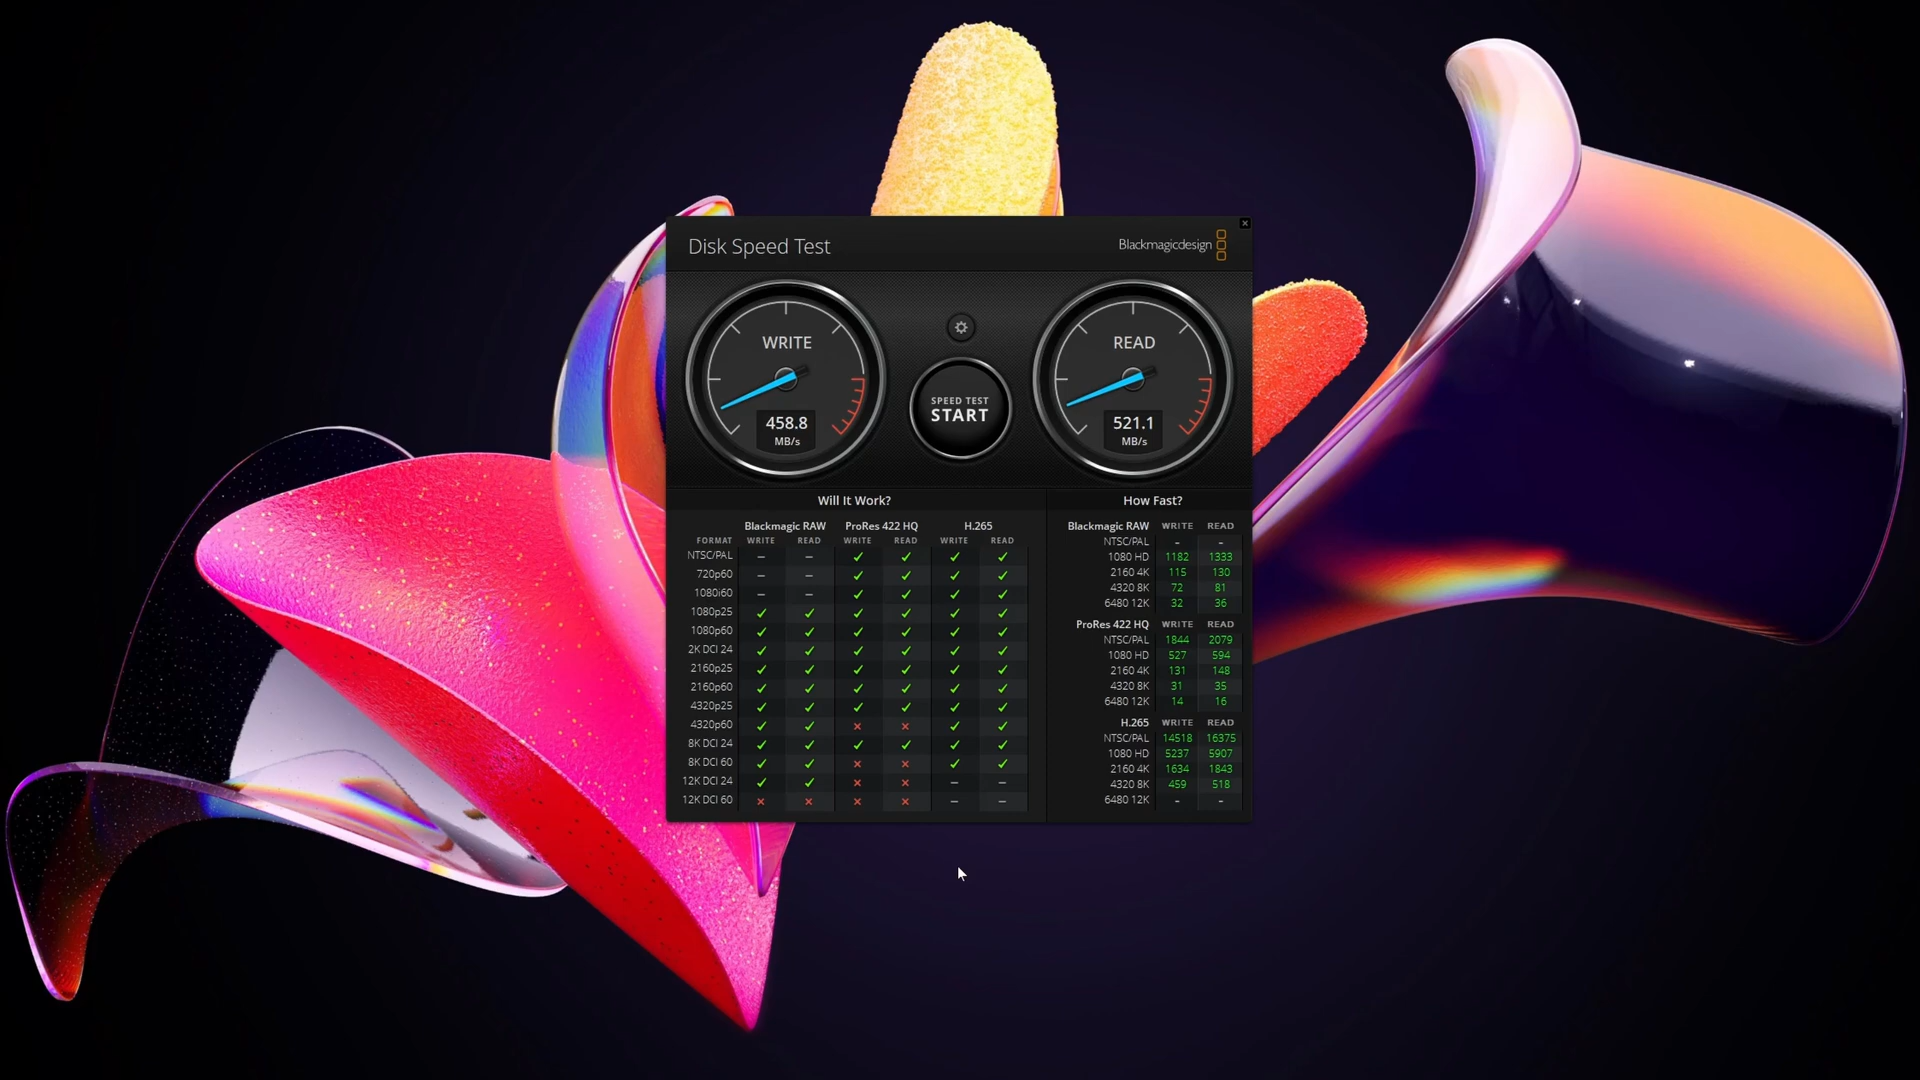 Disk Speed Test
Blackmagicdesign
WRITE
458.8
MB/s
SPEED TEST
START
READ
521.1
MB/s
Will It Work?
Blackmagic RAW ProRes 422 HQ H.265
FORMAT WRITE READ WRITE READ WRITE READ
NTSC/PAL – – ✓ ✓ ✓ ✓
720p60 – – ✓ ✓ ✓ ✓
1080i60 – – ✓ ✓ ✓ ✓
1080p25 ✓ ✓ ✓ ✓ ✓ ✓
1080p60 ✓ ✓ ✓ ✓ ✓ ✓
2K DCI 24 ✓ ✓ ✓ ✓ ✓ ✓
2160p25 ✓ ✓ ✓ ✓ ✓ ✓
2160p60 ✓ ✓ ✓ ✓ ✓ ✓
4320p25 ✓ ✓ ✓ ✓ ✓ ✓
4320p60 ✓ ✓ × × ✓ ✓
8K DCI 24 ✓ ✓ ✓ ✓ ✓ ✓
8K DCI 60 ✓ ✓ × × ✓ ✓
12K DCI 24 ✓ ✓ × × – –
12K DCI 60 × × × × – –
How Fast?
Blackmagic RAW WRITE READ
NTSC/PAL - -
1080 HD 1182 1333
2160 4K 115 130
4320 8K 72 81
6480 12K 32 36
ProRes 422 HQ WRITE READ
NTSC/PAL 1844 2079
1080 HD 527 594
2160 4K 131 148
4320 8K 31 35
6480 12K 14 16
H.265 WRITE READ
NTSC/PAL 14518 16375
1080 HD 5237 5907
2160 4K 1634 1843
4320 8K 459 518
6480 12K - -